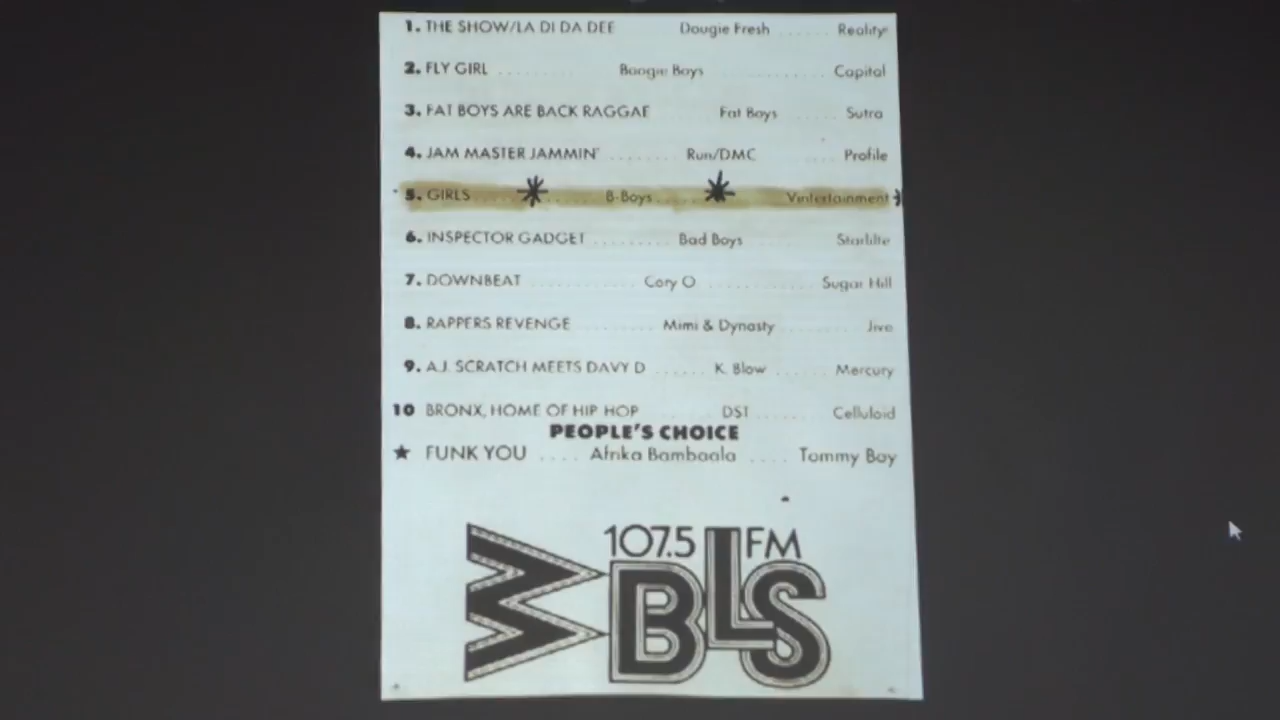 1. THE SHOW/LA DI DA DEE Dougie Fresh ...... Reality
2. FLY GIRL ......... Boogie Boys ........... Capital
3. FAT BOYS ARE BACK RAGGAE Fat Boys ...... Sutra
4. JAM MASTER JAMMIN' ........ Run/DMC .... Profile
5. GIRLS ........ B-Boys ........ Vintertainment
6. INSPECTOR GADGET ......... Bad Boys ...... Starlite
7. DOWNBEAT ............ Cory O ............ Sugar Hill
8. RAPPERS REVENGE ......... Mimi & Dynasty ........ Jive
9. A.J. SCRATCH MEETS DAVY D ...... K. Blow ....... Mercury
10 BRONX, HOME OF HIP HOP ...... DST ...... Celluloid
PEOPLE'S CHOICE
★ FUNK YOU .... Afrika Bambaala .... Tommy Boy
107.5 FM
WBLS